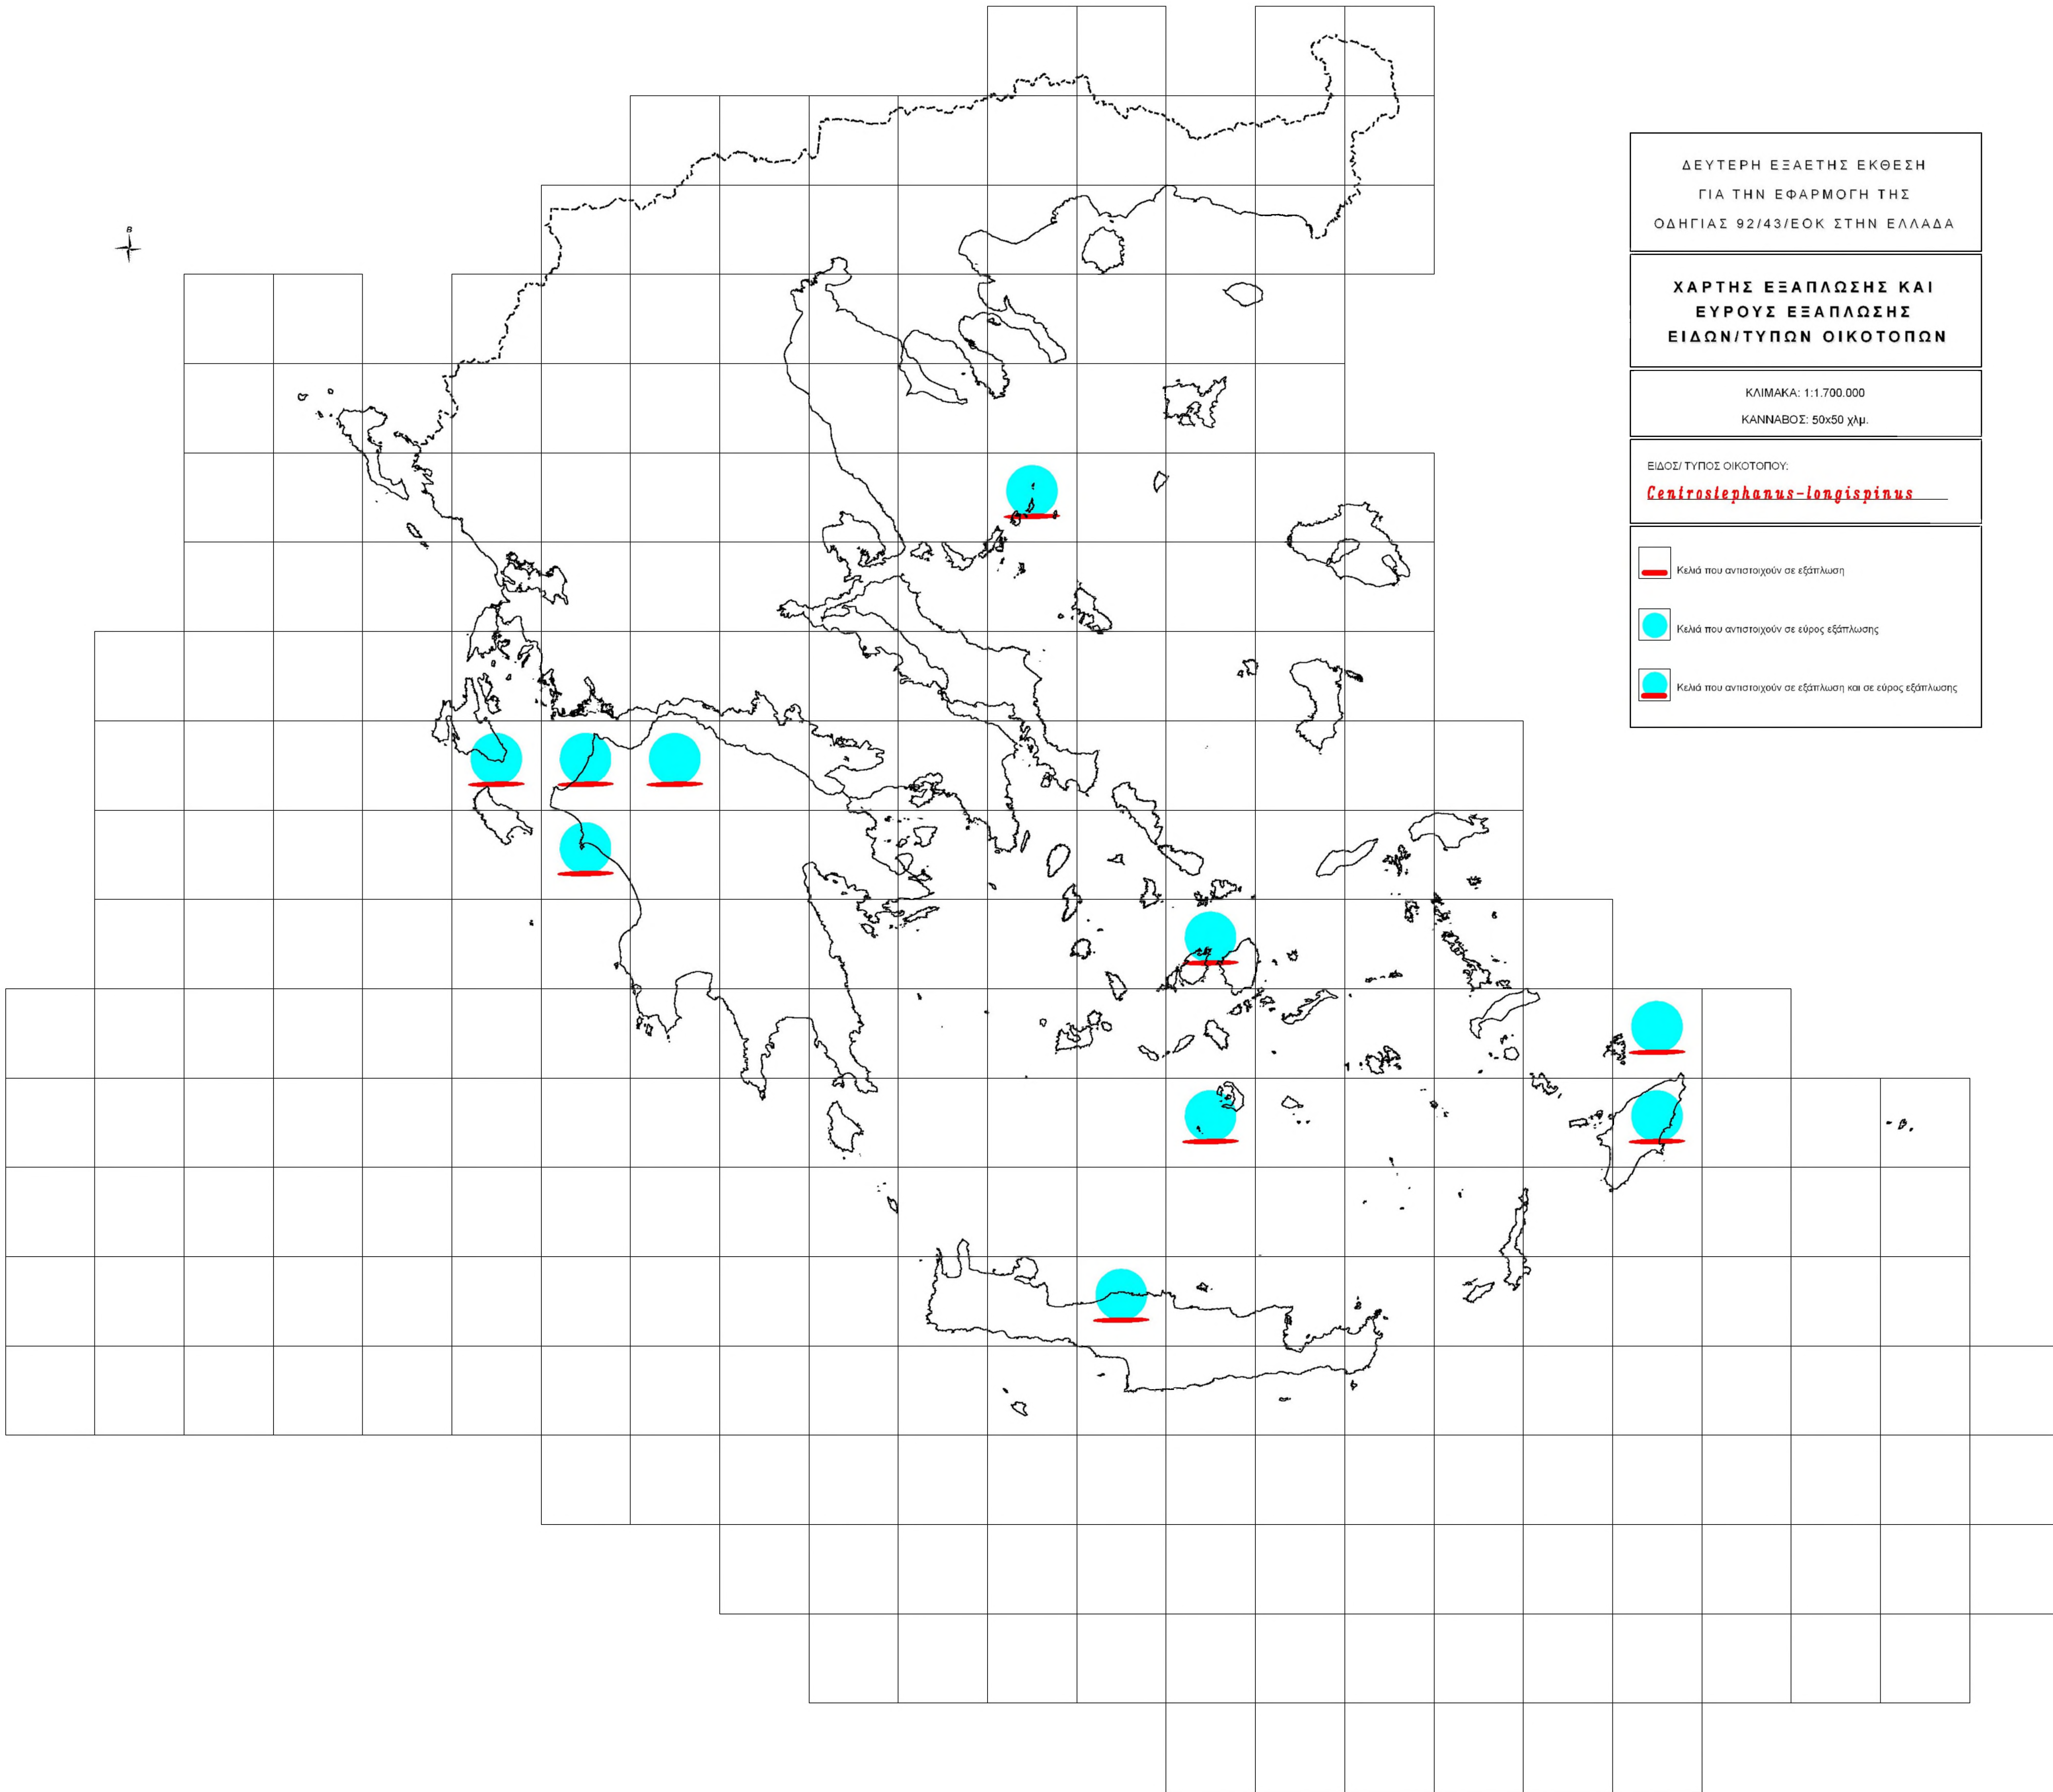 Β
ΔΕΥΤΕΡΗ ΕΞΑΕΤΗΣ ΕΚΘΕΣΗ
ΓΙΑ ΤΗΝ ΕΦΑΡΜΟΓΗ ΤΗΣ
ΟΔΗΓΙΑΣ 92/43/ΕΟΚ ΣΤΗΝ ΕΛΛΑΔΑ
ΧΑΡΤΗΣ ΕΞΑΠΛΩΣΗΣ ΚΑΙ
ΕΥΡΟΥΣ ΕΞΑΠΛΩΣΗΣ
ΕΙΔΩΝ/ΤΥΠΩΝ ΟΙΚΟΤΟΠΩΝ
ΚΛΙΜΑΚΑ: 1:1.700.000
ΚΑΝΝΑΒΟΣ: 50x50 χλμ.
ΕΙΔΟΣ/ ΤΥΠΟΣ ΟΙΚΟΤΟΠΟΥ:
Centrostephanus-longispinus
Κελιά που αντιστοιχούν σε εξάπλωση
Κελιά που αντιστοιχούν σε εύρος εξάπλωσης
Κελιά που αντιστοιχούν σε εξάπλωση και σε εύρος εξάπλωσης